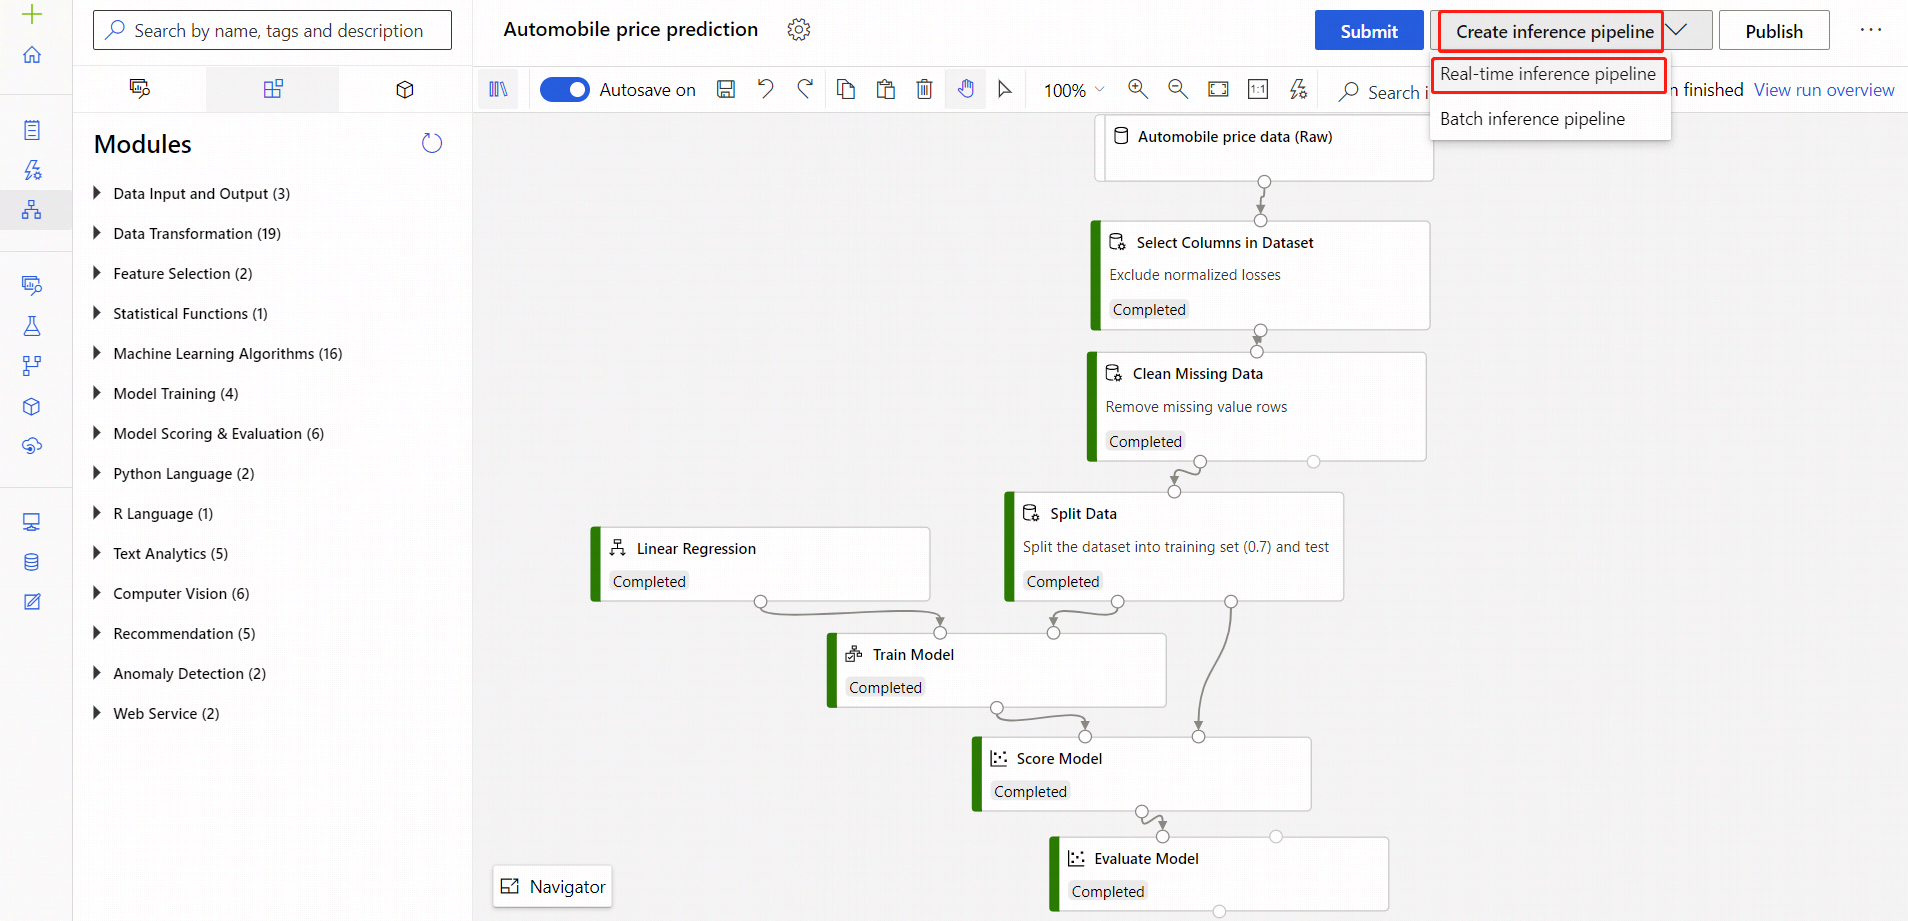 Search by name, tags and description
Automobile price prediction
Submit
Create inference pipeline
Publish
Real-time inference pipeline
Batch inference pipeline
Autosave on
100%
1:1
Search
finished
View run overview
Modules
Data Input and Output (3)
Data Transformation (19)
Feature Selection (2)
Statistical Functions (1)
Machine Learning Algorithms (16)
Model Training (4)
Model Scoring & Evaluation (6)
Python Language (2)
R Language (1)
Text Analytics (5)
Computer Vision (6)
Recommendation (5)
Anomaly Detection (2)
Web Service (2)
Automobile price data (Raw)
Select Columns in Dataset
Exclude normalized losses
Completed
Clean Missing Data
Remove missing value rows
Completed
Split Data
Split the dataset into training set (0.7) and test
Completed
Linear Regression
Completed
Train Model
Completed
Score Model
Completed
Evaluate Model
Completed
Navigator